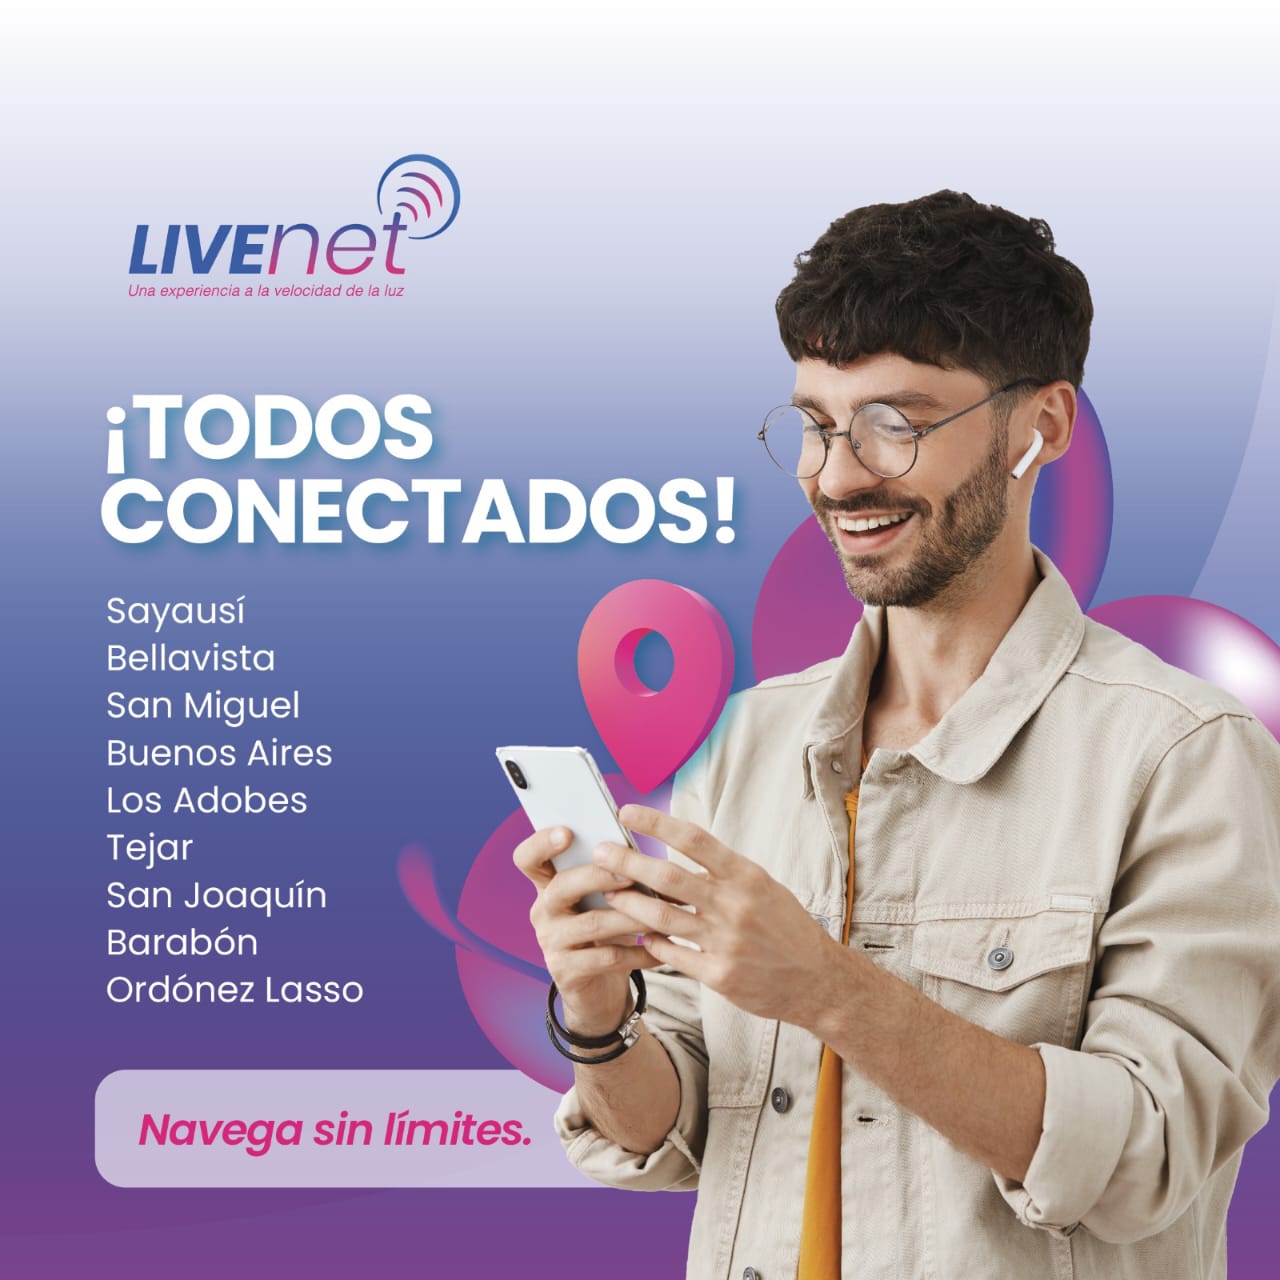 LIVEnet
Una experiencia a la velocidad de la luz
¡TODOS
CONECTADOS!
Sayausí
Bellavista
San Miguel
Buenos Aires
Los Adobes
Tejar
San Joaquín
Barabón
Ordónez Lasso
Navega sin límites.